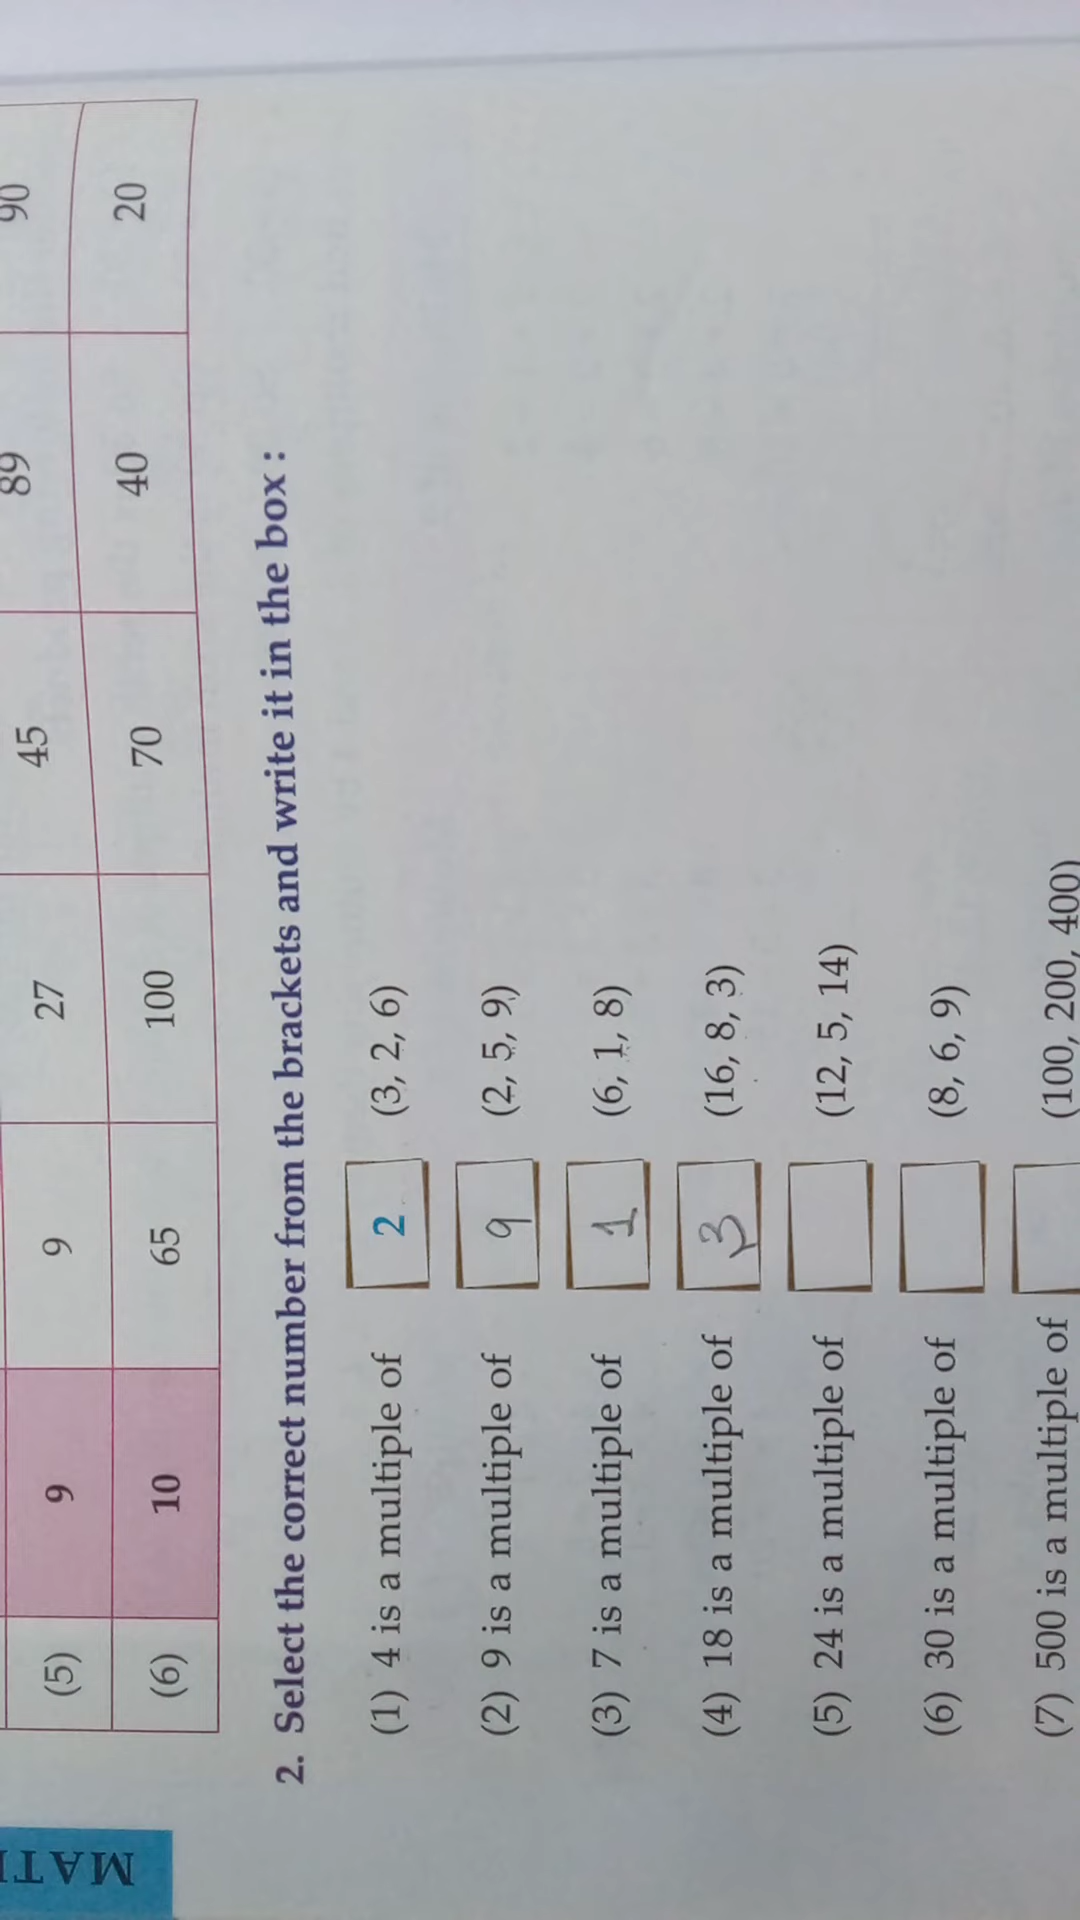 (5) 9 9 27 45 89 90
(6) 10 65 100 70 40 20
2. Select the correct number from the brackets and write it in the box :
(1) 4 is a multiple of 2 (3, 2, 6)
(2) 9 is a multiple of 9 (2, 5, 9)
(3) 7 is a multiple of 1 (6, 1, 8)
(4) 18 is a multiple of 3 (16, 8, 3)
(5) 24 is a multiple of (12, 5, 14)
(6) 30 is a multiple of (8, 6, 9)
(7) 500 is a multiple of (100, 200, 400)